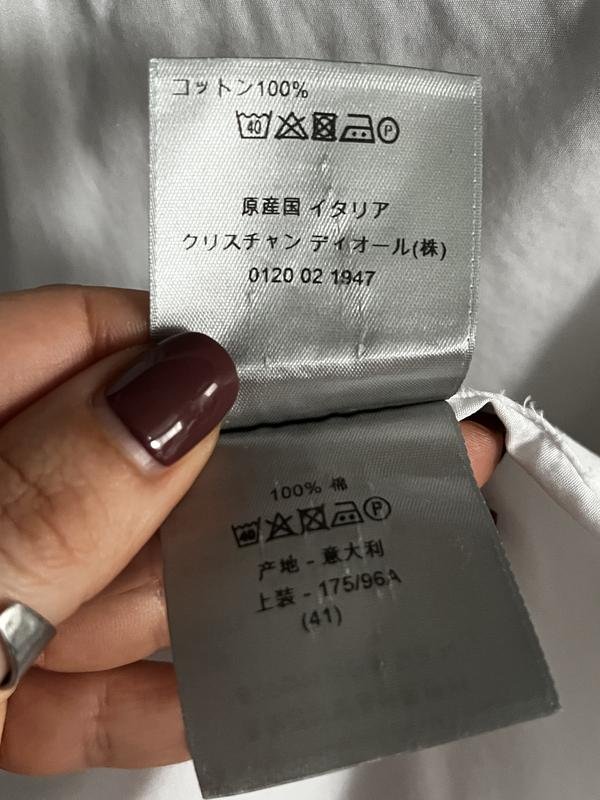 コットン100%
40 P
原産国 イタリア
クリスチャン ディオール(株)
0120 02 1947
100% 棉
40 P
产地 - 意大利
上装 - 175/96A
(41)